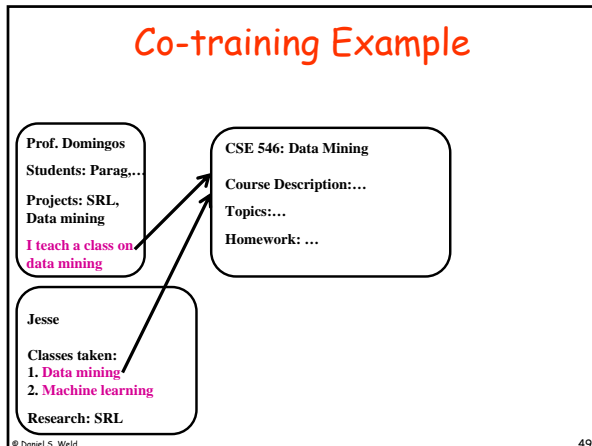 Co-training Example
Prof. Domingos
Students: Parag,…
Projects: SRL,
Data mining
I teach a class on
data mining
CSE 546: Data Mining
Course Description:…
Topics:…
Homework: …
Jesse
Classes taken:
1. Data mining
2. Machine learning
Research: SRL
© Daniel S. Weld
49